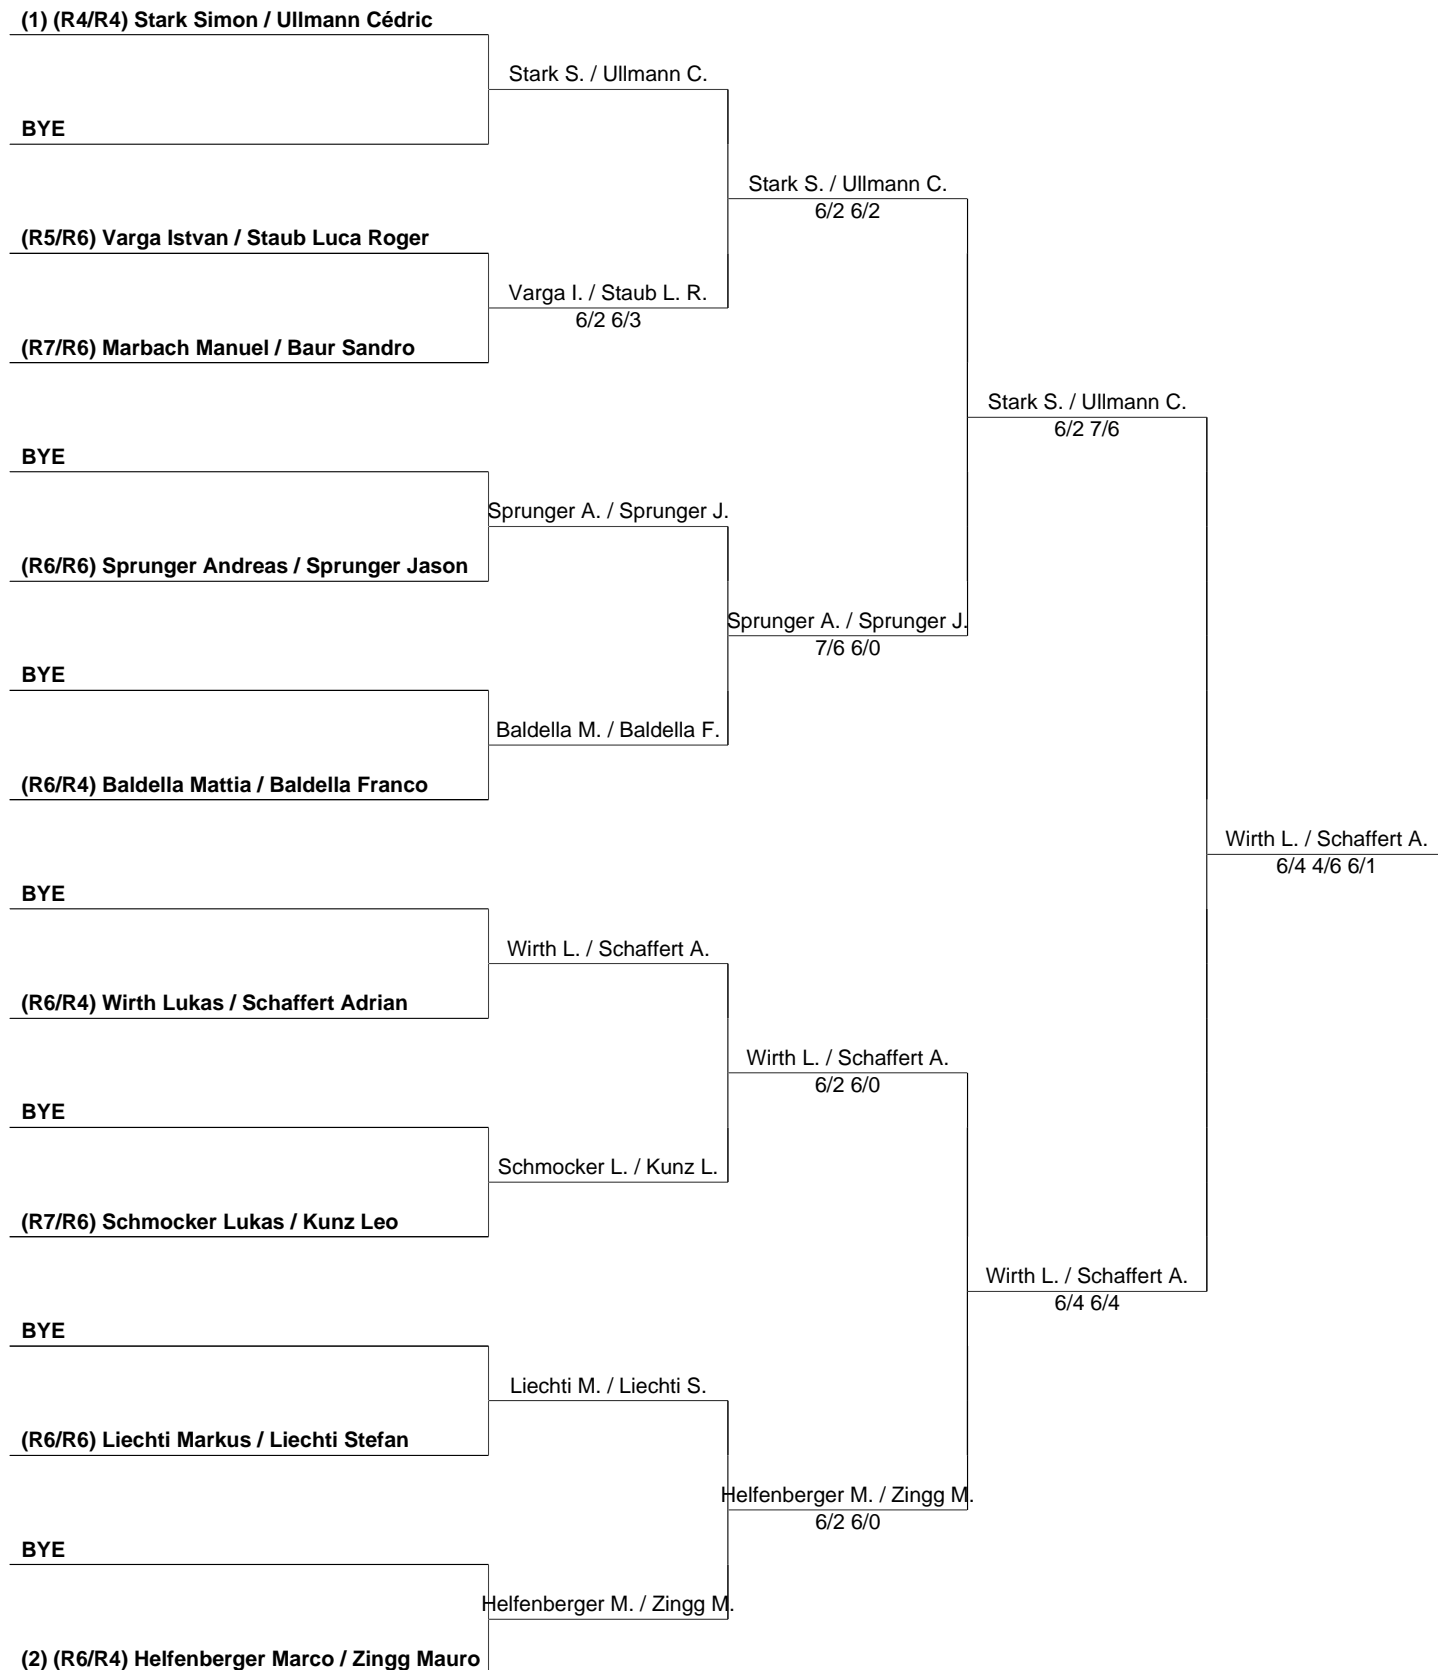 (1) (R4/R4) Stark Simon / Ullmann Cédric
Stark S. / Ullmann C.
BYE
Stark S. / Ullmann C.
6/2 6/2
(R5/R6) Varga Istvan / Staub Luca Roger
Varga I. / Staub L. R.
6/2 6/3
(R7/R6) Marbach Manuel / Baur Sandro
Stark S. / Ullmann C.
6/2 7/6
BYE
Sprunger A. / Sprunger J.
(R6/R6) Sprunger Andreas / Sprunger Jason
Sprunger A. / Sprunger J.
7/6 6/0
BYE
Baldella M. / Baldella F.
(R6/R4) Baldella Mattia / Baldella Franco
Wirth L. / Schaffert A.
6/4 4/6 6/1
BYE
Wirth L. / Schaffert A.
(R6/R4) Wirth Lukas / Schaffert Adrian
Wirth L. / Schaffert A.
6/2 6/0
BYE
Schmocker L. / Kunz L.
(R7/R6) Schmocker Lukas / Kunz Leo
Wirth L. / Schaffert A.
6/4 6/4
BYE
Liechti M. / Liechti S.
(R6/R6) Liechti Markus / Liechti Stefan
Helfenberger M. / Zingg M.
6/2 6/0
BYE
Helfenberger M. / Zingg M.
(2) (R6/R4) Helfenberger Marco / Zingg Mauro